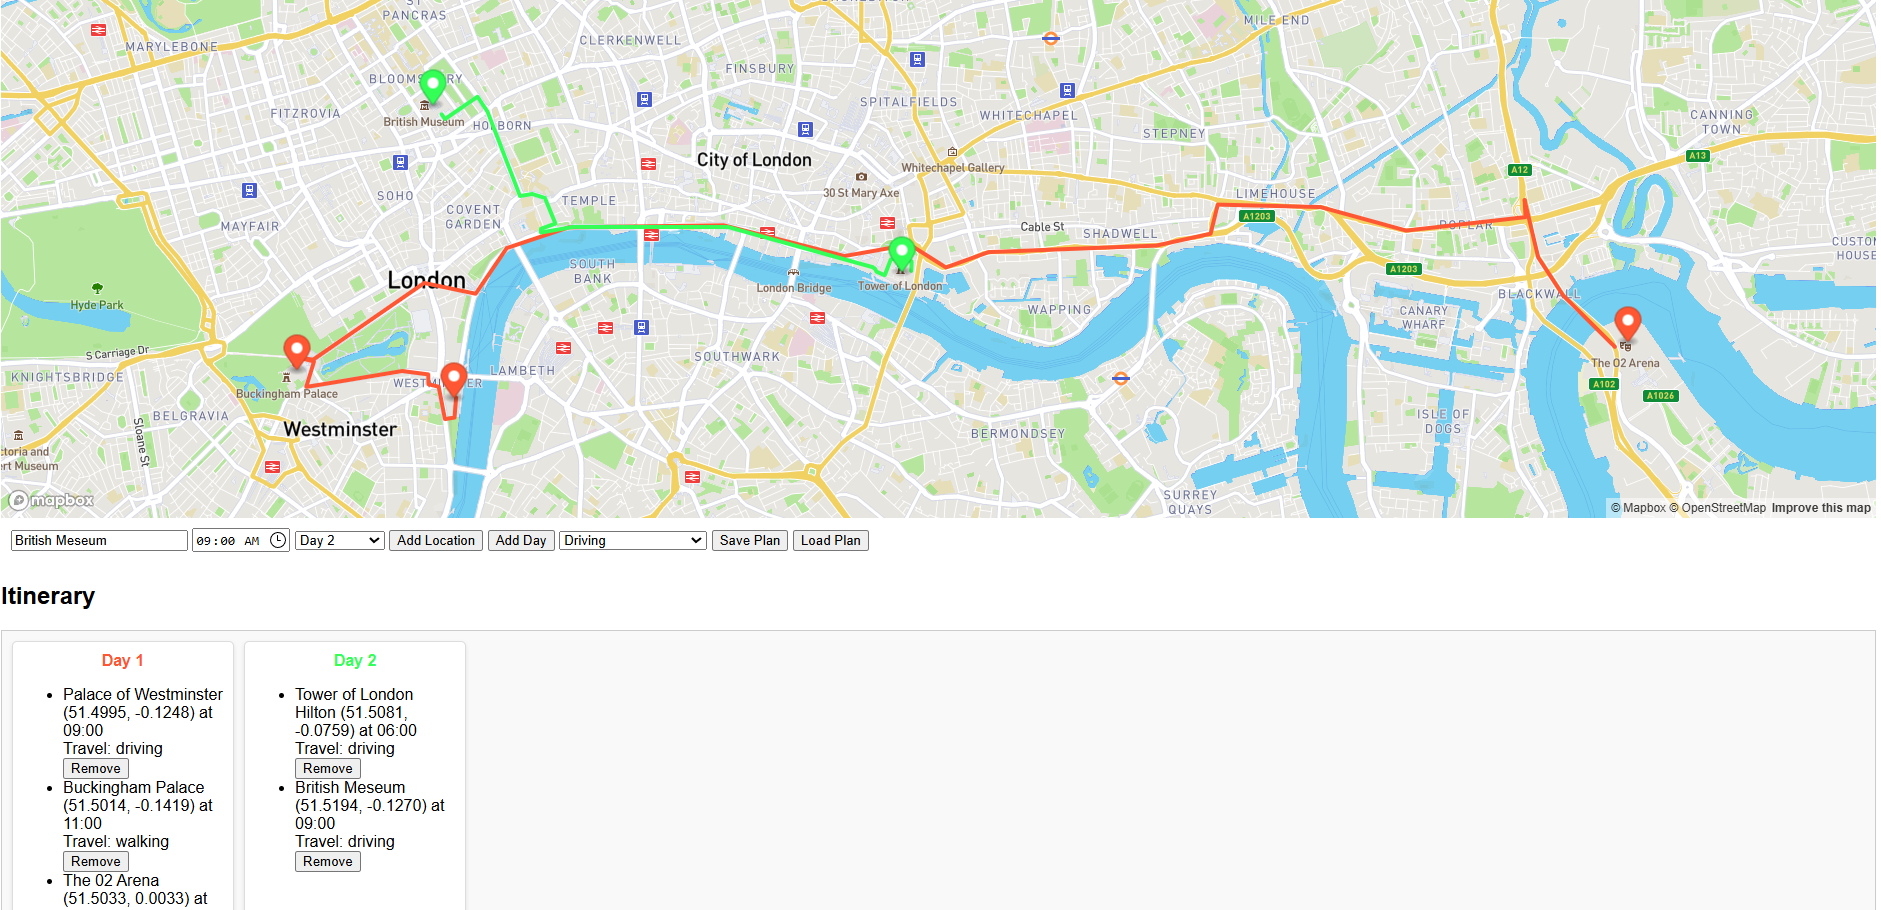 ST
PANCRAS
MARYLEBONE
CLERKENWELL
MILE END
BLOOMSBURY
FINSBURY
SPITALFIELDS
FITZROVIA
British Museum
HOLBORN
WHITECHAPEL
STEPNEY
CANNING
TOWN
City of London
Whitechapel Gallery
A13
A12
30 St Mary Axe
SOHO
COVENT
GARDEN
TEMPLE
LIMEHOUSE
A1203
MAYFAIR
Cable St
SHADWELL
POPLAR
CUSTOM
HOUSE
SOUTH
BANK
London
London Bridge
Tower of London
A1203
Hyde Park
BLACKWALL
WAPPING
CANARY
WHARF
S Carriage Dr
SOUTHWARK
LAMBETH
The O2 Arena
KNIGHTSBRIDGE
WESTMINSTER
Buckingham Palace
A102
A1026
BELGRAVIA
Sloane St
Westminster
BERMONDSEY
ISLE OF
DOGS
ctoria and
ert Museum
SURREY
QUAYS
mapbox
© Mapbox © OpenStreetMap Improve this map
British Meseum 09:00 AM Day 2 Add Location Add Day Driving Save Plan Load Plan
Itinerary
Day 1
Palace of Westminster
(51.4995, -0.1248) at
09:00
Travel: driving
Remove
Buckingham Palace
(51.5014, -0.1419) at
11:00
Travel: walking
Remove
The 02 Arena
(51.5033, 0.0033) at
Day 2
Tower of London
Hilton (51.5081,
-0.0759) at 06:00
Travel: driving
Remove
British Meseum
(51.5194, -0.1270) at
09:00
Travel: driving
Remove